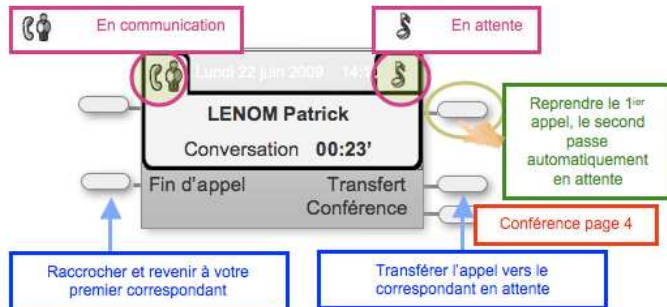 En communication
En attente
Lundi 22 juin 2009 14:1
LENOM Patrick
Conversation 00:23'
Fin d'appel
Transfert
Conférence
Reprendre le 1ier
appel, le second
passe
automatiquement
en attente
Conférence page 4
Raccrocher et revenir à votre
premier correspondant
Transférer l'appel vers le
correspondant en attente